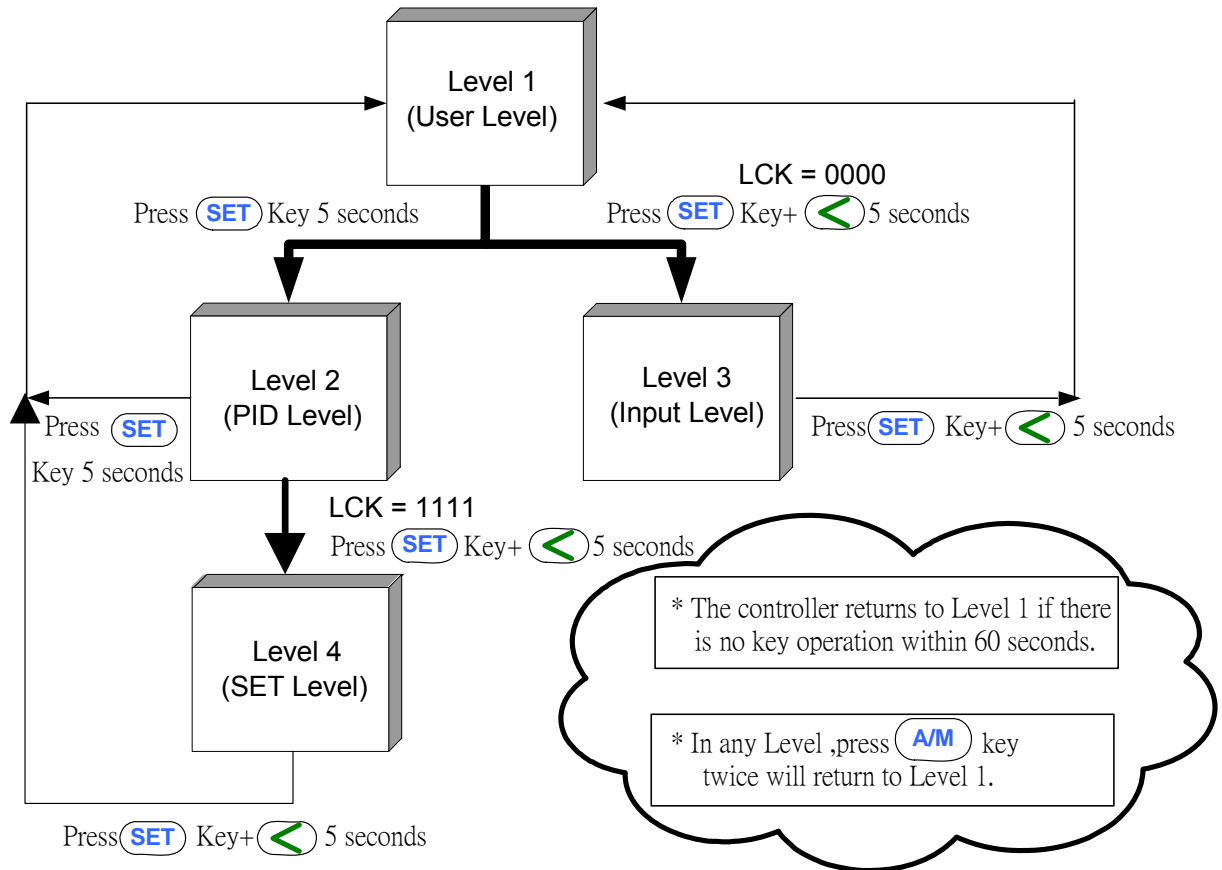 Level 1
(User Level)
LCK = 0000
Press SET Key 5 seconds
Press SET Key+ < 5 seconds
Level 2
(PID Level)
Level 3
(Input Level)
Press SET
Key 5 seconds
Press SET Key+ < 5 seconds
LCK = 1111
Press SET Key+ < 5 seconds
Level 4
(SET Level)
* The controller returns to Level 1 if there
is no key operation within 60 seconds.
* In any Level ,press A/M key
twice will return to Level 1.
Press SET Key+ < 5 seconds